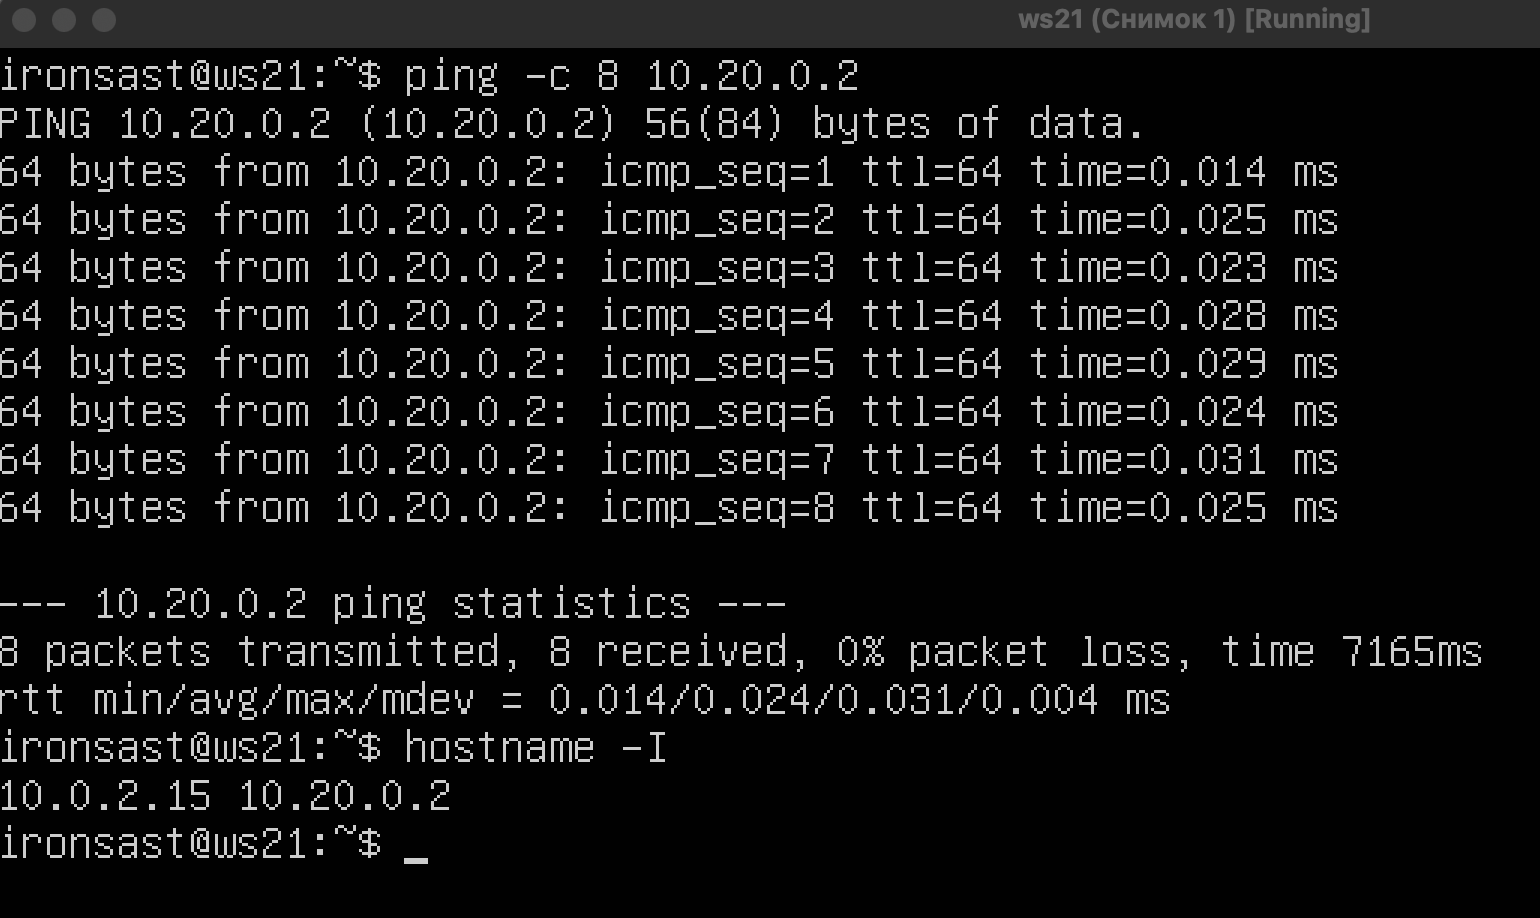 ws21 (Снимок 1) [Running]
ironsast@ws21:~$ ping -c 8 10.20.0.2
PING 10.20.0.2 (10.20.0.2) 56(84) bytes of data.
64 bytes from 10.20.0.2: icmp_seq=1 ttl=64 time=0.014 ms
64 bytes from 10.20.0.2: icmp_seq=2 ttl=64 time=0.025 ms
64 bytes from 10.20.0.2: icmp_seq=3 ttl=64 time=0.023 ms
64 bytes from 10.20.0.2: icmp_seq=4 ttl=64 time=0.028 ms
64 bytes from 10.20.0.2: icmp_seq=5 ttl=64 time=0.029 ms
64 bytes from 10.20.0.2: icmp_seq=6 ttl=64 time=0.024 ms
64 bytes from 10.20.0.2: icmp_seq=7 ttl=64 time=0.031 ms
64 bytes from 10.20.0.2: icmp_seq=8 ttl=64 time=0.025 ms
--- 10.20.0.2 ping statistics ---
8 packets transmitted, 8 received, 0% packet loss, time 7165ms
rtt min/avg/max/mdev = 0.014/0.024/0.031/0.004 ms
ironsast@ws21:~$ hostname -I
10.0.2.15 10.20.0.2
ironsast@ws21:~$ _